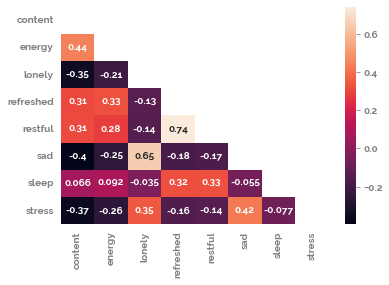 content
energy 0.44
lonely -0.35 -0.21
refreshed 0.31 0.33 -0.13
restful 0.31 0.28 -0.14 0.74
sad -0.4 -0.25 0.65 -0.18 -0.17
sleep 0.066 0.092 -0.035 0.32 0.33 -0.055
stress -0.37 -0.26 0.35 -0.16 -0.14 0.42 -0.077
content energy lonely refreshed restful sad sleep stress
0.6
0.4
0.2
0.0
-0.2